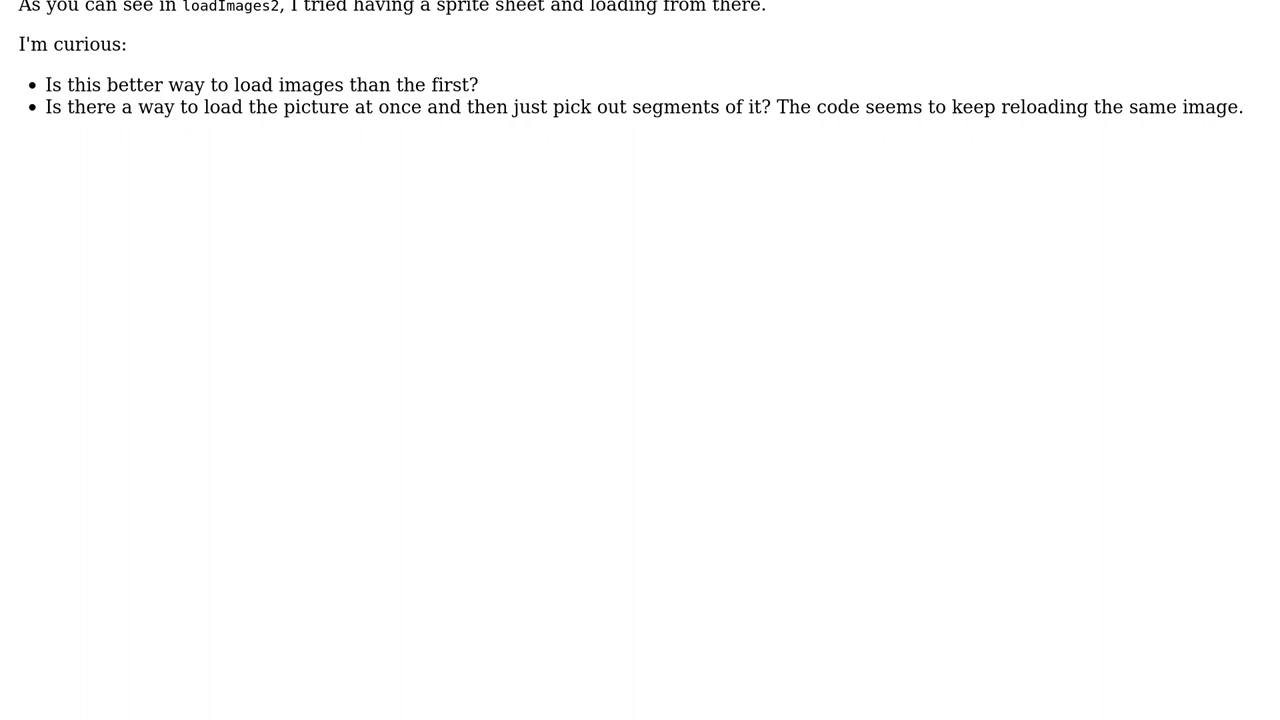 As you can see in loadImages2, I tried having a sprite sheet and loading from there.
I'm curious:
• Is this better way to load images than the first?
• Is there a way to load the picture at once and then just pick out segments of it? The code seems to keep reloading the same image.